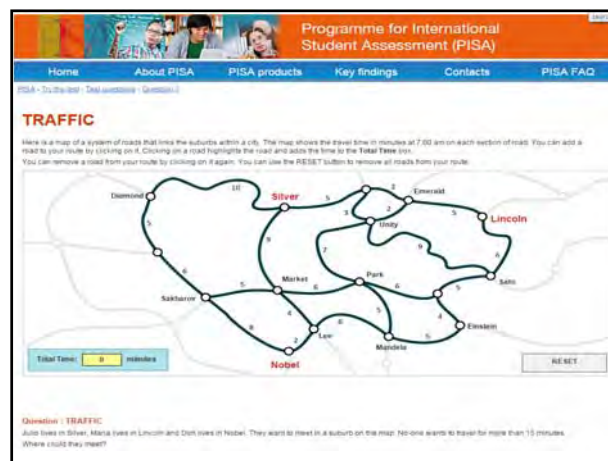 Programme for International
Student Assessment (PISA)
Home About PISA PISA products Key findings Contacts PISA FAQ
PISA - Try the test - Test questions - Question
TRAFFIC
Here is a map of a system of roads that links the suburbs within a city. The map shows the travel time in minutes at 7:00 am on each section of road. You can add
a road to your route by clicking on it. Clicking on a road highlights the road and adds the time to the Total Time box.
You can remove a road from your route by clicking on it again. You can use the RESET button to remove all roads from your route.
Diamond 10 Silver 5 2 Emerald
3 2 5 Lincoln
5 Unity
9 7 9 6
6 Market Park Sato
Sakharov 5 6 6 5
4 5 4
8 Lee 6 Einstein
2 Mandela 5
Nobel
Total Time: 0 minutes
RESET
Question : TRAFFIC
Julio lives in Silver, Maria lives in Lincoln and Don lives in Nobel. They want to meet in a suburb on the map. No-one wants to travel for more than 15 minutes.
Where could they meet?